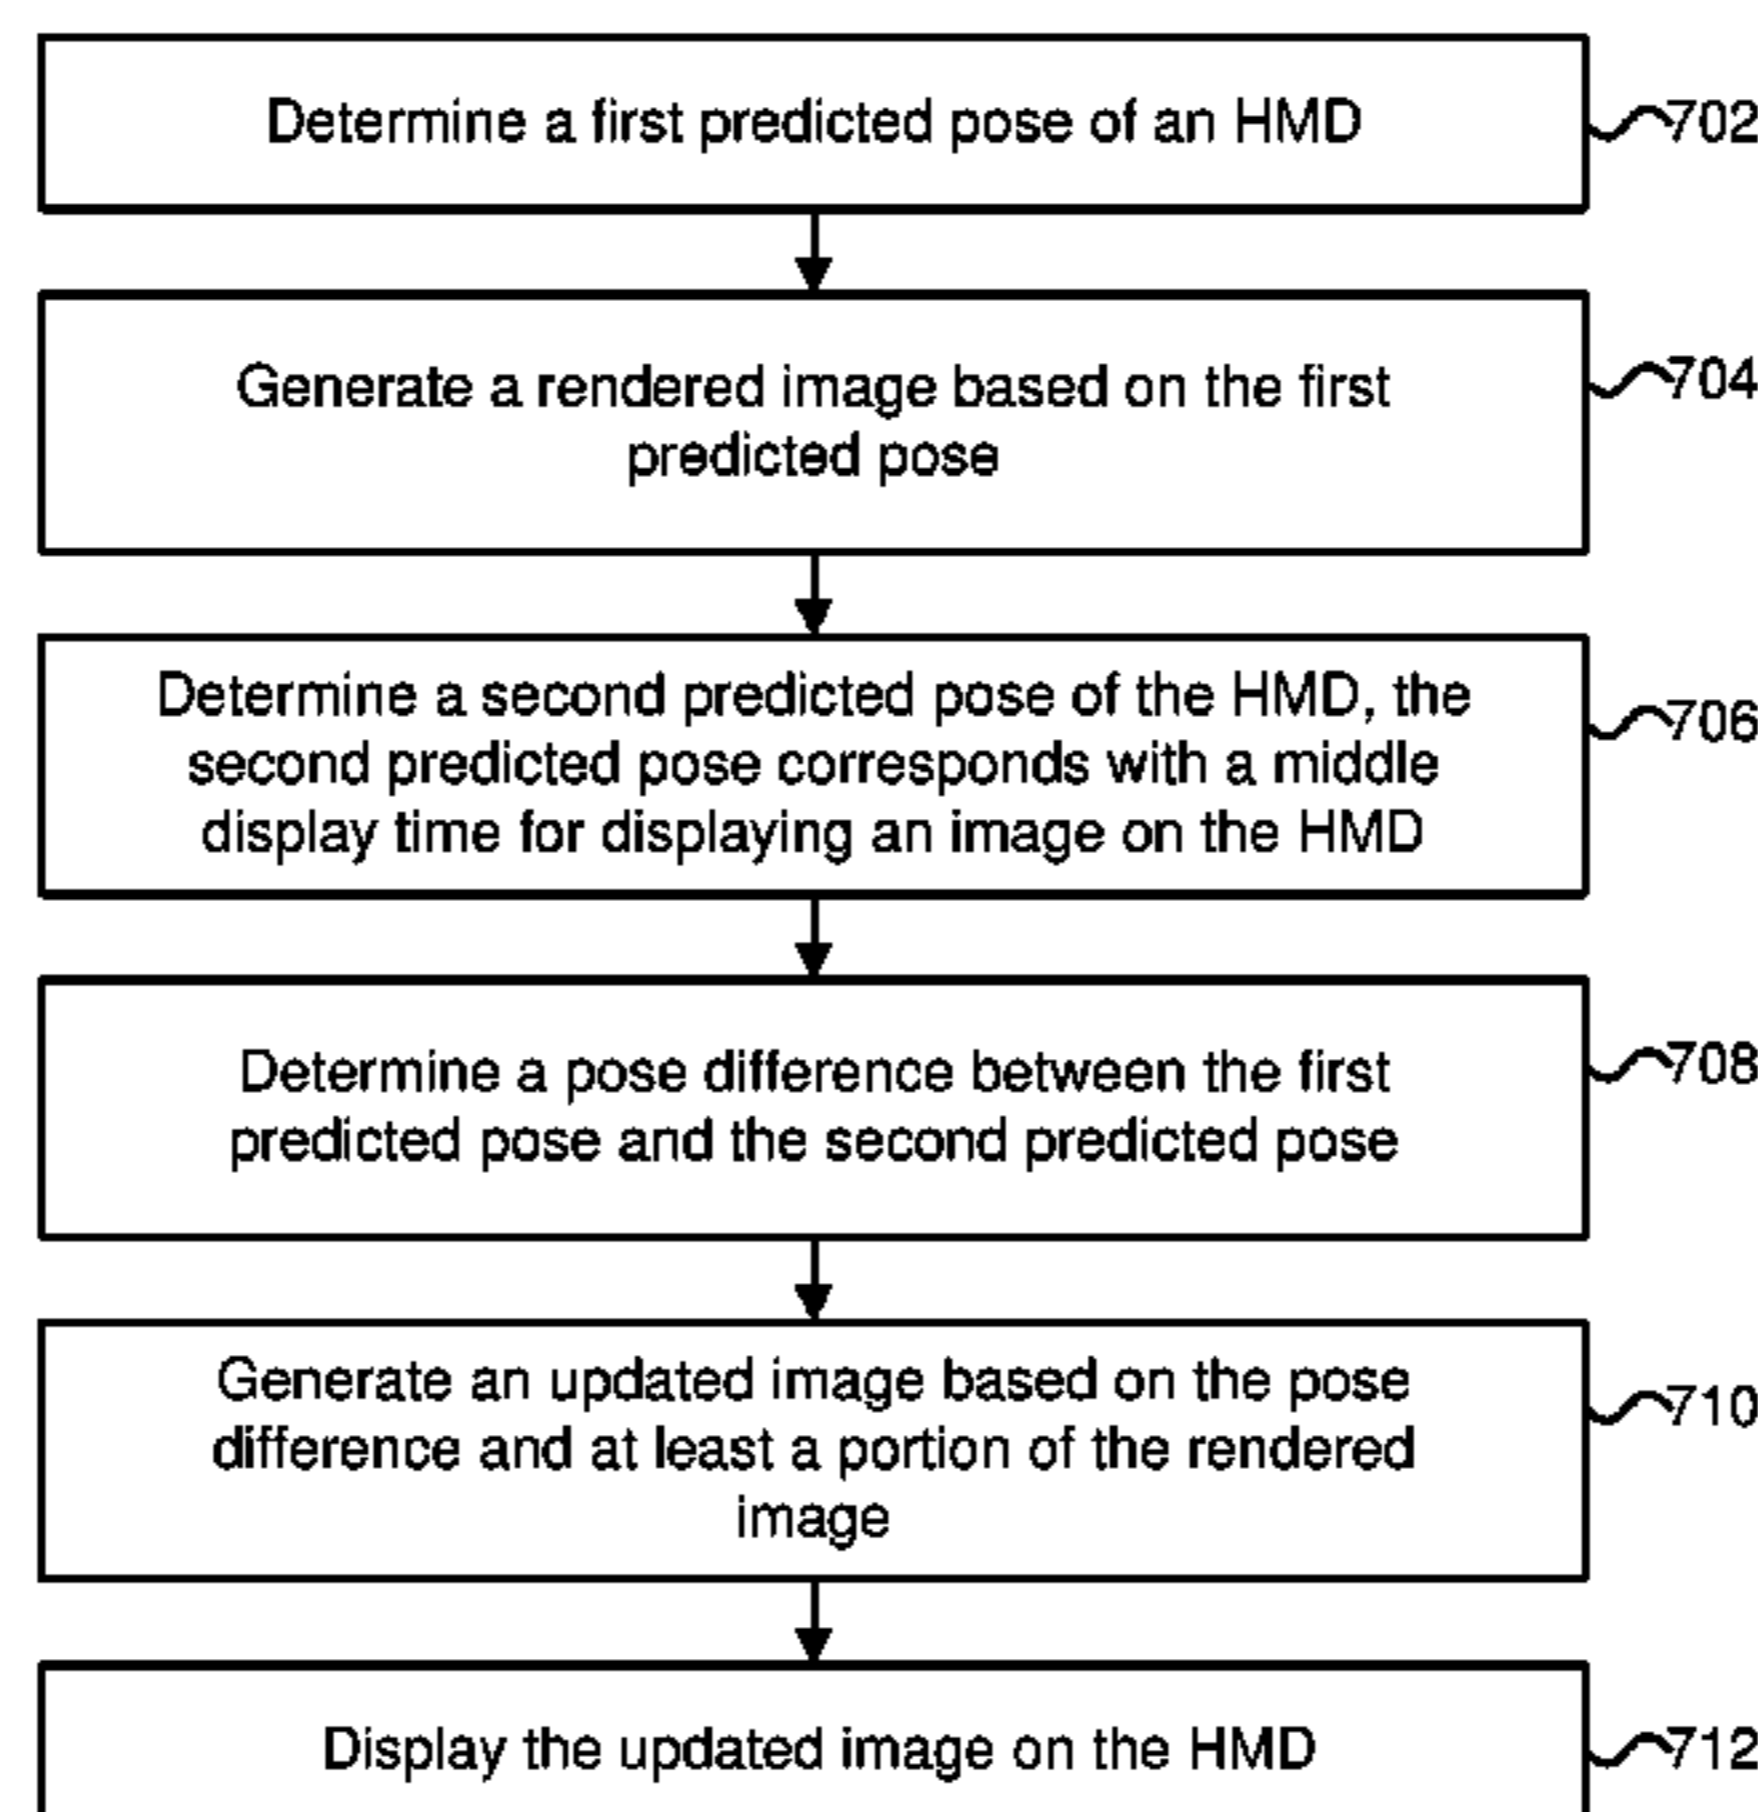 Determine a first predicted pose of an HMD
702
Generate a rendered image based on the first
predicted pose
704
Determine a second predicted pose of the HMD, the
second predicted pose corresponds with a middle
display time for displaying an image on the HMD
706
Determine a pose difference between the first
predicted pose and the second predicted pose
708
Generate an updated image based on the pose
difference and at least a portion of the rendered
image
710
Display the updated image on the HMD
712